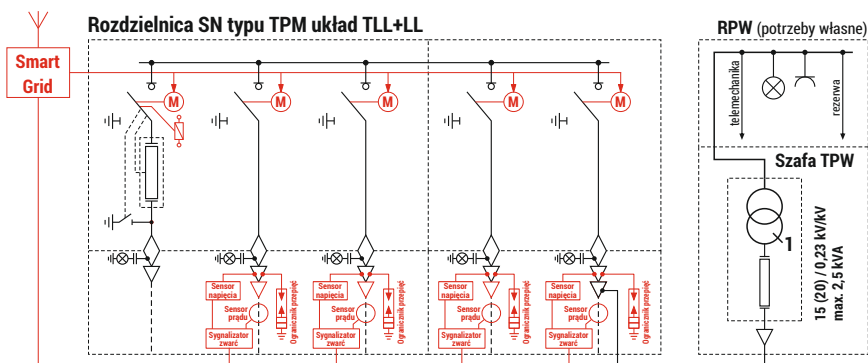 Rozdzielnica SN typu TPM układ TLL+LL
RPW (potrzeby własne)
Smart
Grid
M
M
M
M
M
telemechanika
rezerwa
Szafa TPW
1
15 (20) / 0,23 kV/kV
max. 2,5 kVA
Sensor
napięcia
Sensor
prądu
Sygnalizator
zwarć
Ogranicznik przepięć
Sensor
napięcia
Sensor
prądu
Sygnalizator
zwarć
Ogranicznik przepięć
Sensor
napięcia
Sensor
prądu
Sygnalizator
zwarć
Ogranicznik przepięć
Sensor
napięcia
Sensor
prądu
Sygnalizator
zwarć
Ogranicznik przepięć